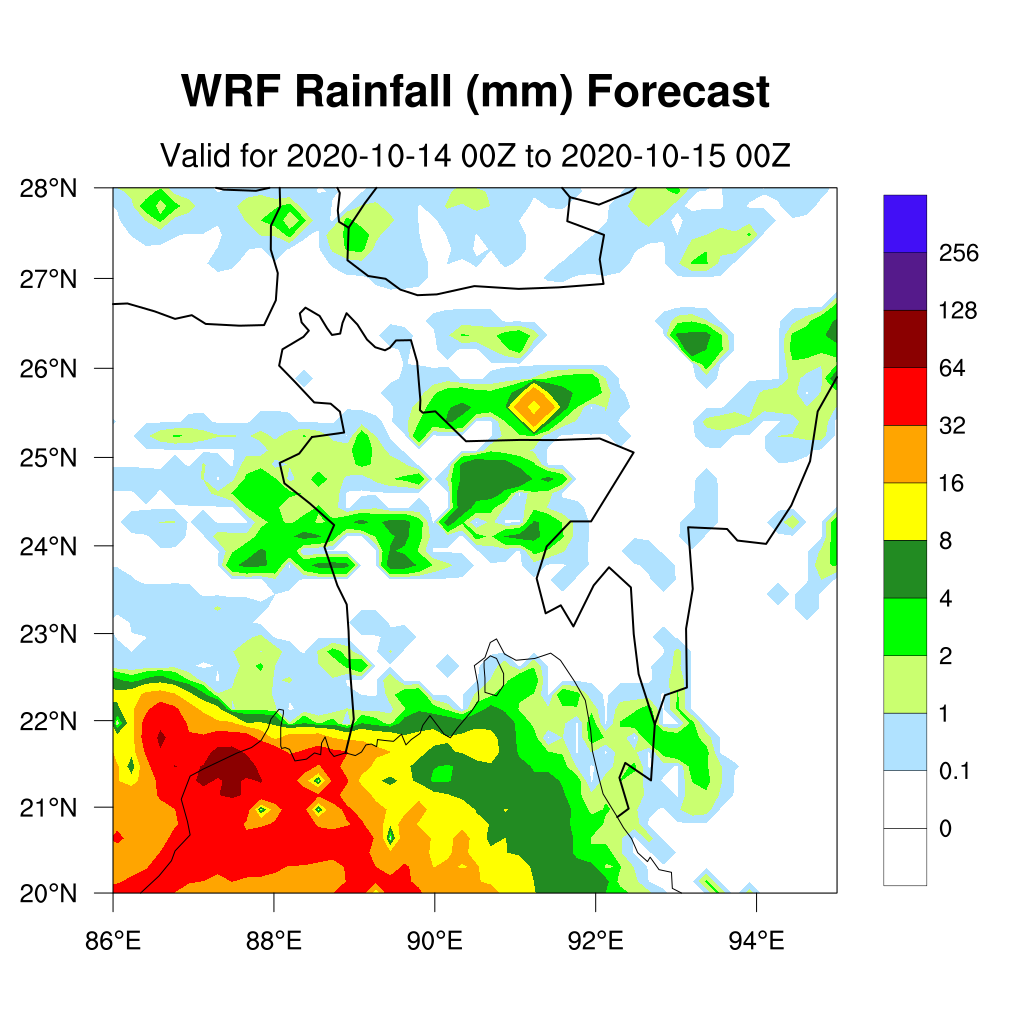 WRF Rainfall (mm) Forecast
Valid for 2020-10-14 00Z to 2020-10-15 00Z
28°N
27°N
26°N
25°N
24°N
23°N
22°N
21°N
20°N
86°E 88°E 90°E 92°E 94°E
256
128
64
32
16
8
4
2
1
0.1
0